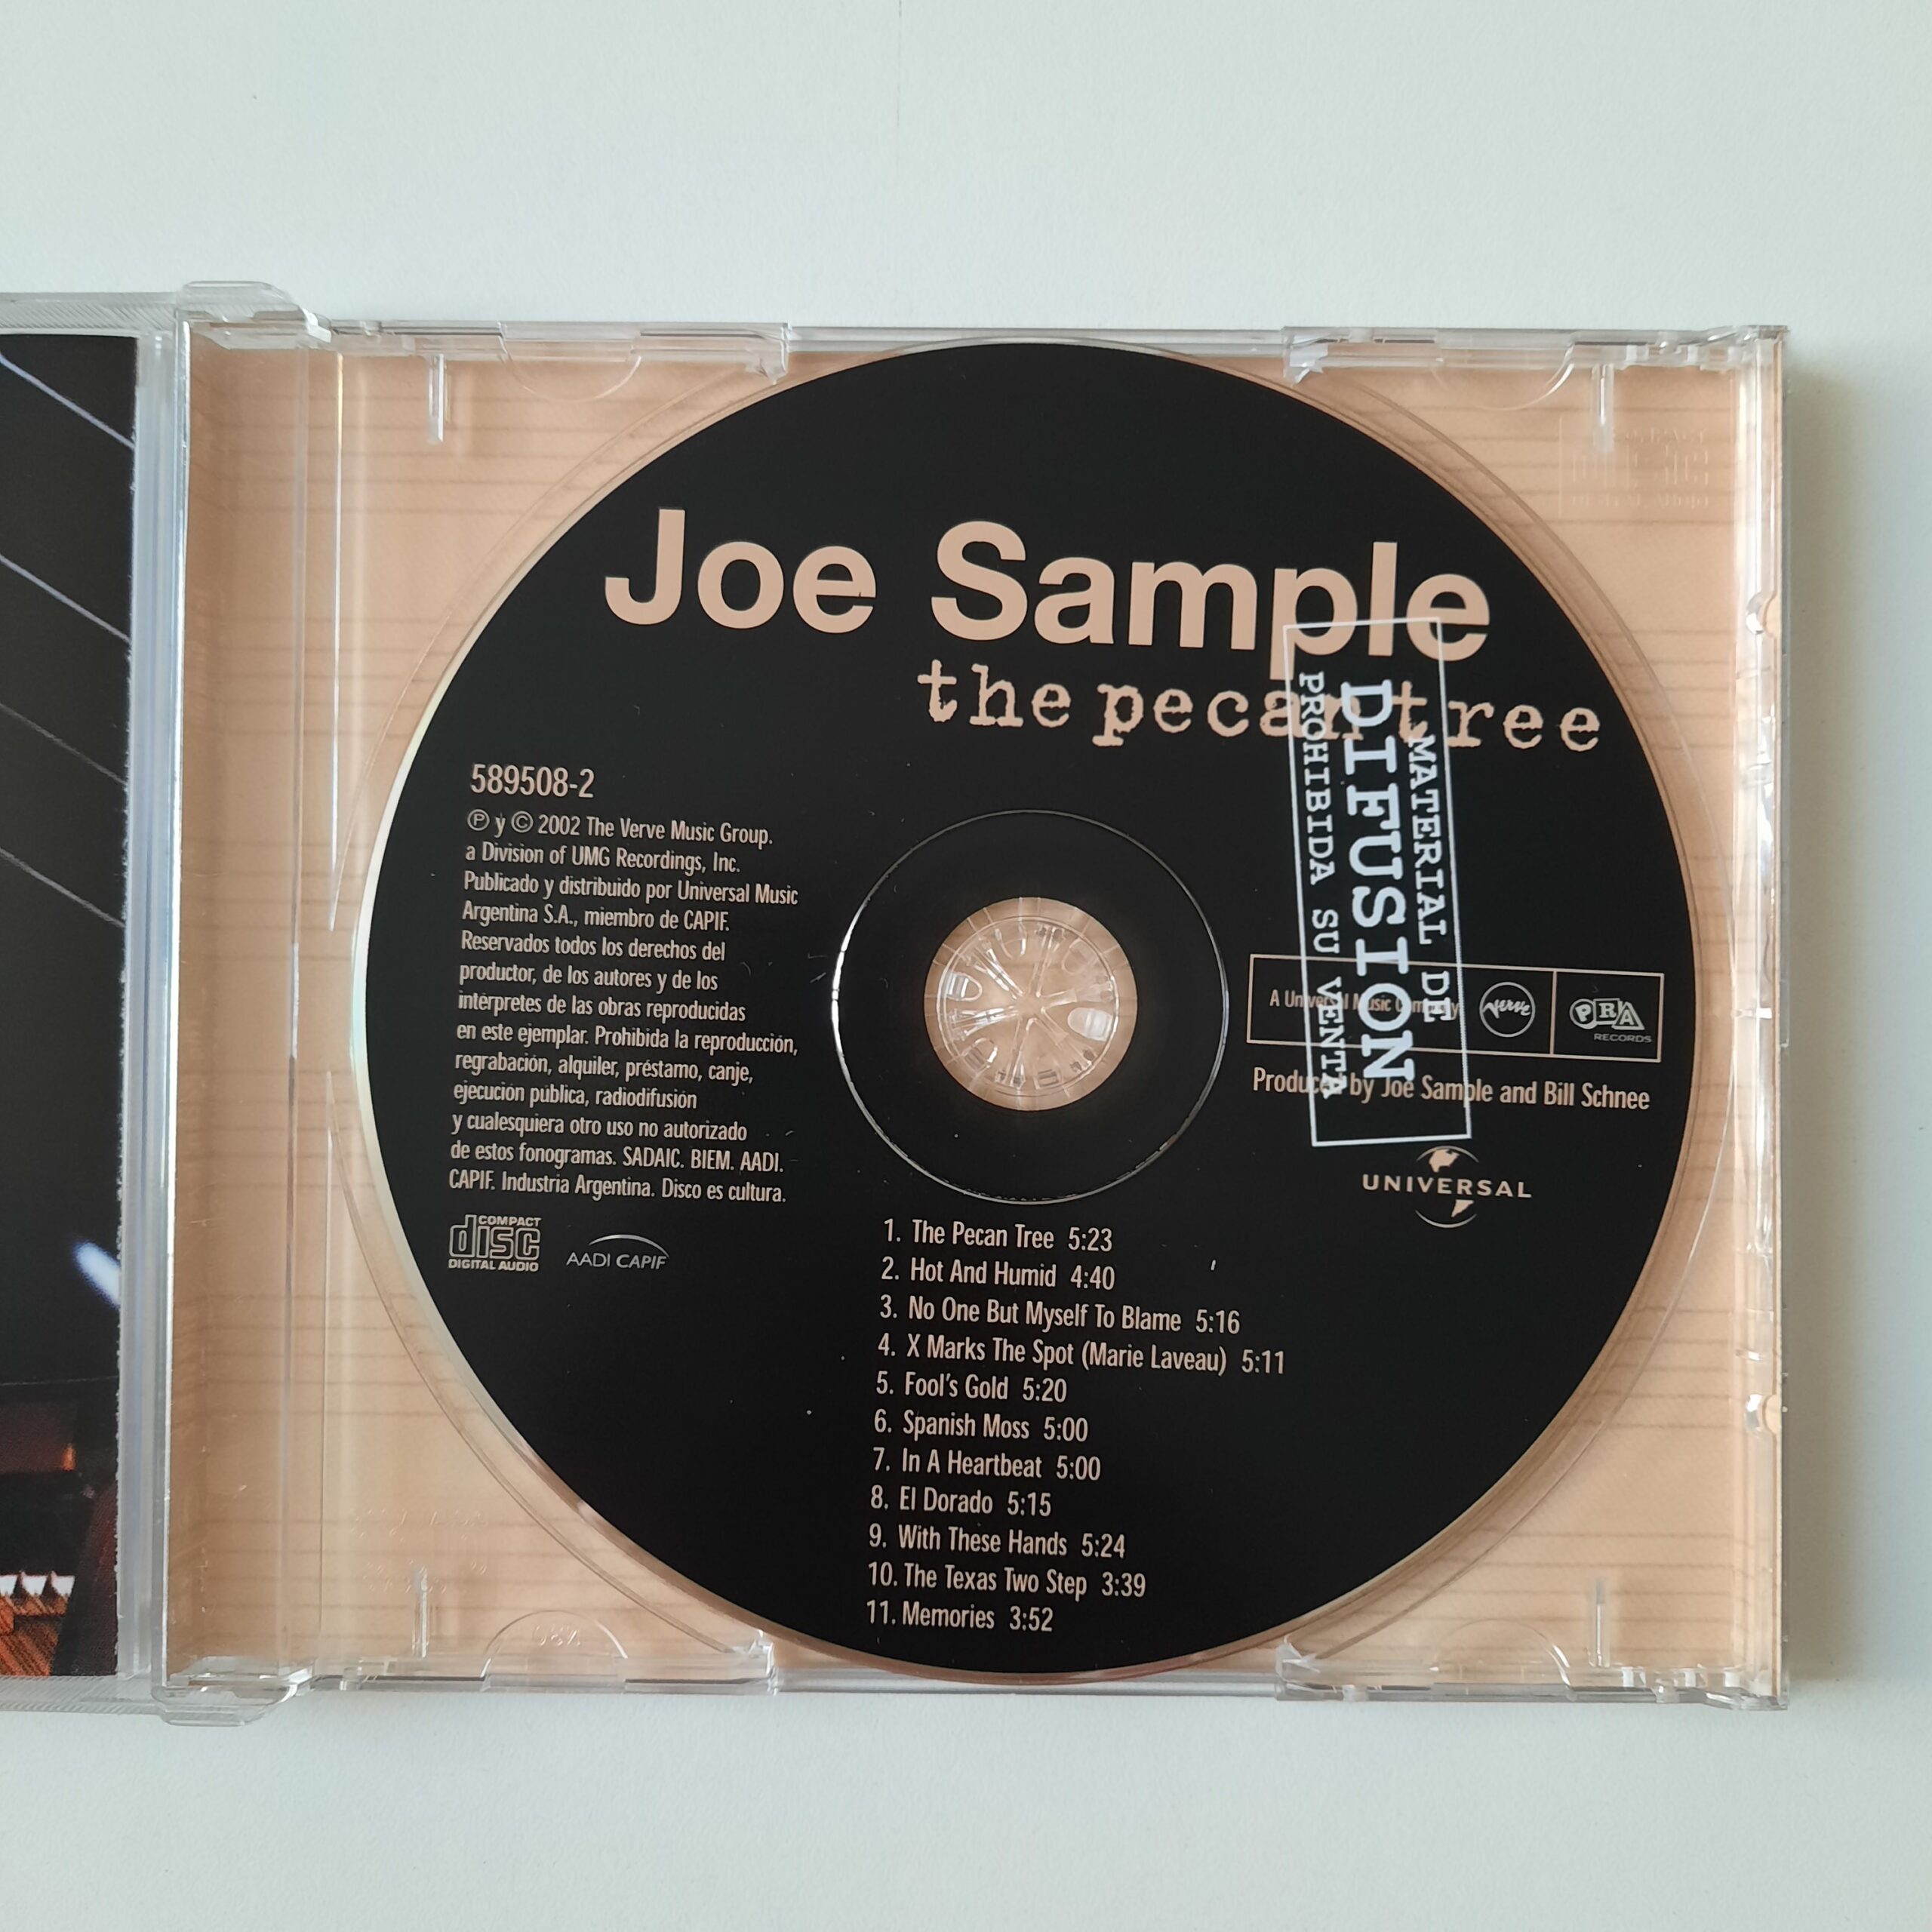 Joe Sample
the pecan tree
MATERIAL DE
DIFUSION
PROHIBIDA SU VENTA
589508-2
Ⓟ y © 2002 The Verve Music Group.
a Division of UMG Recordings, Inc.
Publicado y distribuido por Universal Music
Argentina S.A., miembro de CAPIF.
Reservados todos los derechos del
productor, de los autores y de los
intérpretes de las obras reproducidas
en este ejemplar. Prohibida la reproducción,
regrabación, alquiler, préstamo, canje,
ejecución pública, radiodifusión
y cualesquiera otro uso no autorizado
de estos fonogramas. SADAIC. BIEM. AADI.
CAPIF. Industria Argentina. Disco es cultura.
COMPACT
disc
DIGITAL AUDIO
AADI CAPIF
A Universal Music Company
verve
PRA
RECORDS
Produced by Joe Sample and Bill Schnee
UNIVERSAL
1. The Pecan Tree 5:23
2. Hot And Humid 4:40
3. No One But Myself To Blame 5:16
4. X Marks The Spot (Marie Laveau) 5:11
5. Fool's Gold 5:20
6. Spanish Moss 5:00
7. In A Heartbeat 5:00
8. El Dorado 5:15
9. With These Hands 5:24
10. The Texas Two Step 3:39
11. Memories 3:52